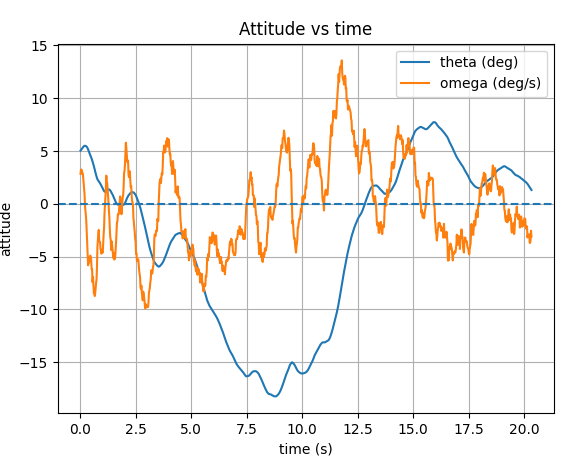 Attitude vs time
theta (deg)
omega (deg/s)
attitude
15
10
5
0
−5
−10
−15
0.0 2.5 5.0 7.5 10.0 12.5 15.0 17.5 20.0
time (s)